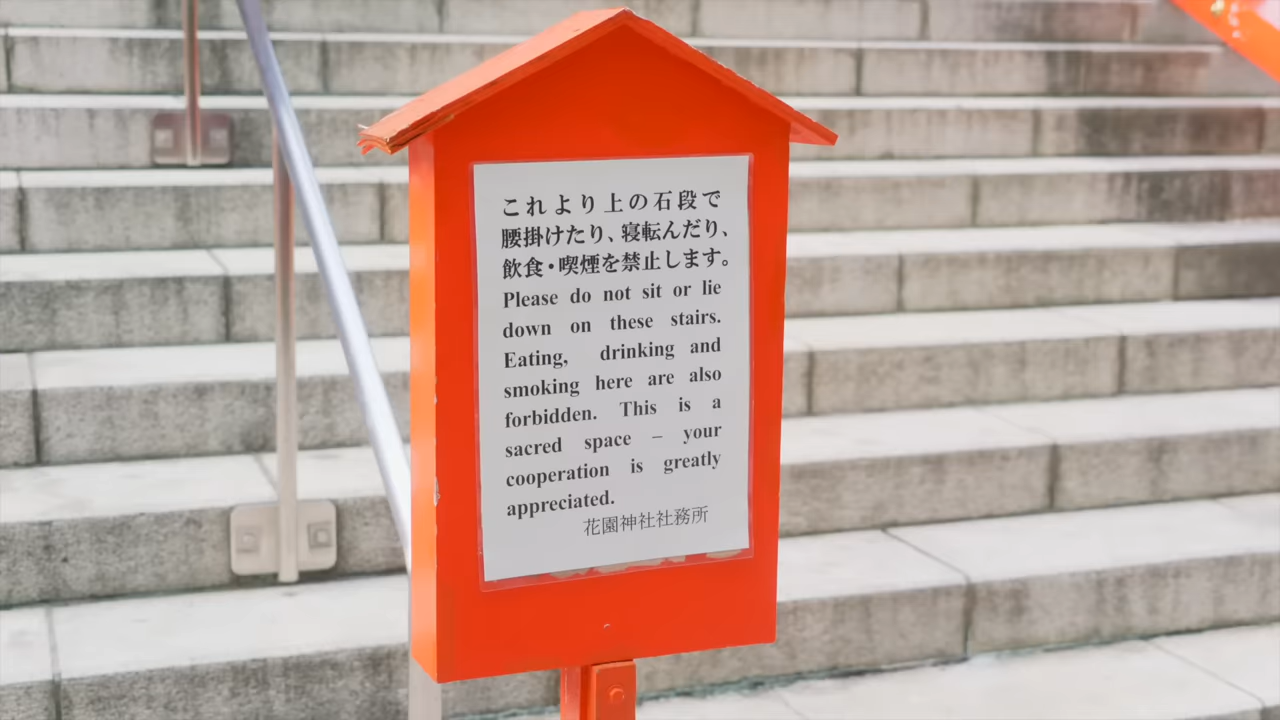 これより上の石段で
腰掛けたり、寝転んだり、
飲食・喫煙を禁止します。
Please do not sit or lie
down on these stairs.
Eating, drinking and
smoking here are also
forbidden. This is a
sacred space – your
cooperation is greatly
appreciated.
花園神社社務所